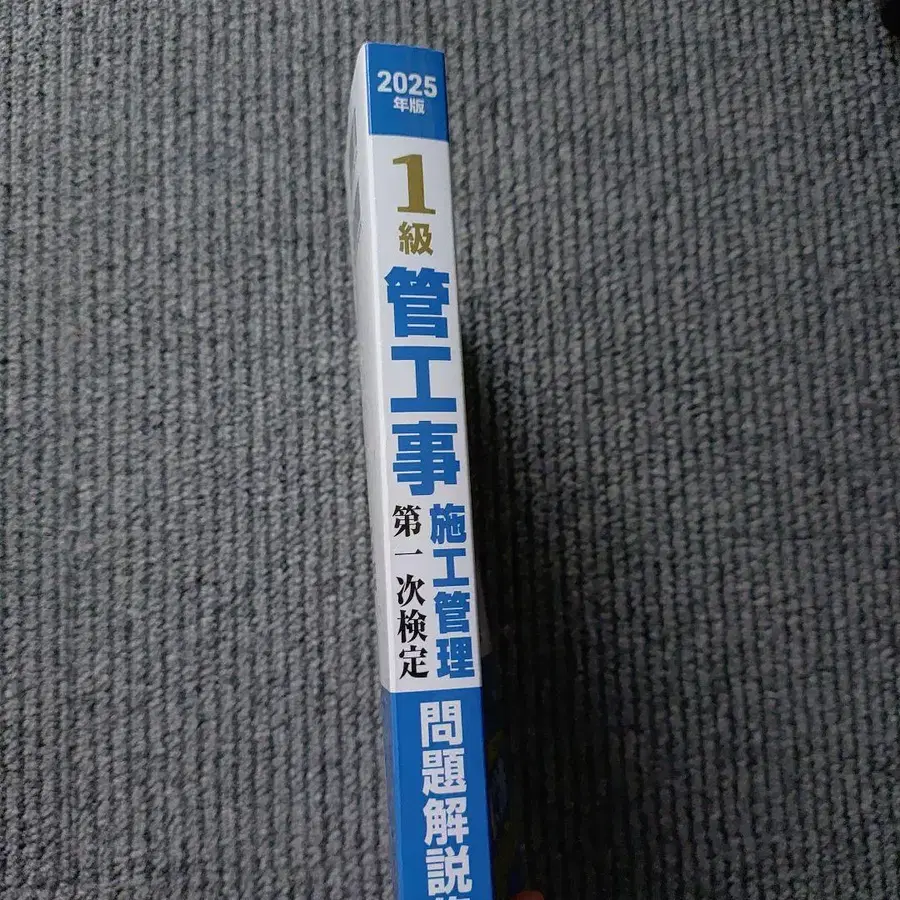 2025
年版
1級
管工事
施工管理
第一次検定
問題解説